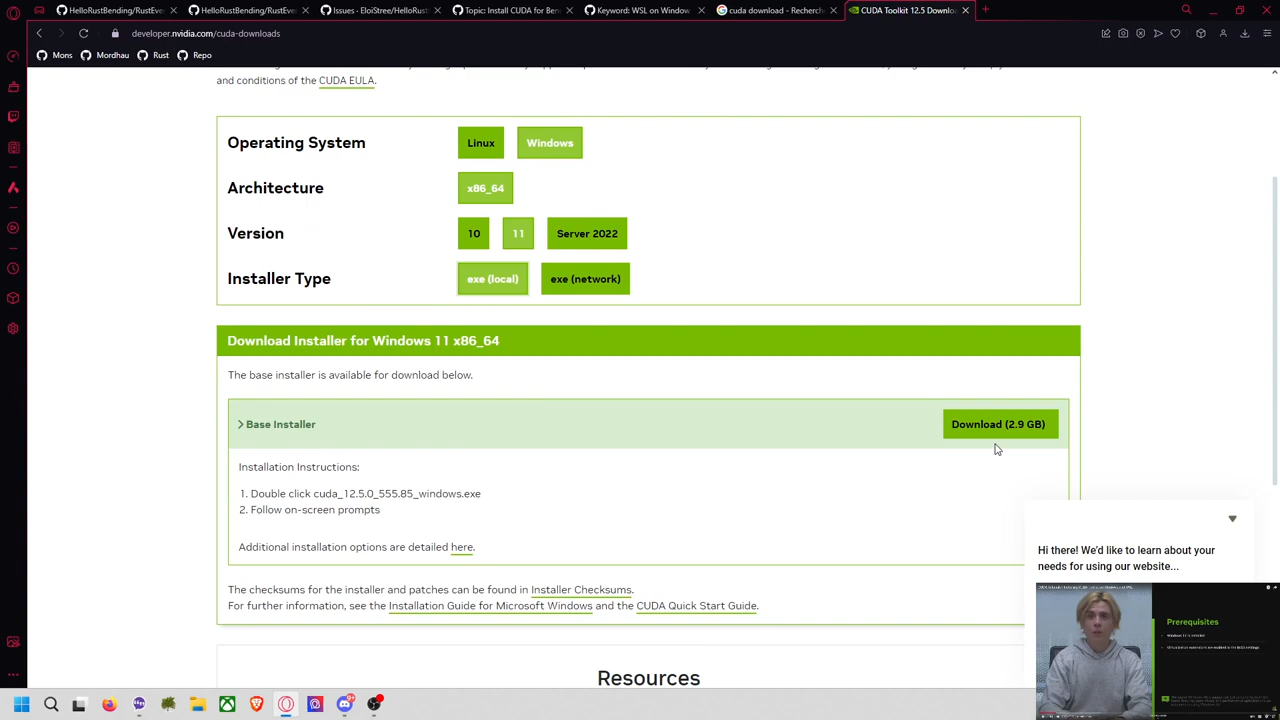 HelloRustBending/RustEve
HelloRustBending/RustEve
Issues · EloiStree/HelloRust
Topic: Install CUDA for Ben
Keyword: WSL on Window
cuda download - Recherch
CUDA Toolkit 12.5 Downlo
developer.nvidia.com/cuda-downloads
Mons
Mordhau
Rust
Repo
and conditions of the CUDA EULA.
Operating System
Linux
Windows
Architecture
x86_64
Version
10
11
Server 2022
Installer Type
exe (local)
exe (network)
Download Installer for Windows 11 x86_64
The base installer is available for download below.
Base Installer
Download (2.9 GB)
Installation Instructions:
1. Double click cuda_12.5.0_555.85_windows.exe
2. Follow on-screen prompts
Additional installation options are detailed here.
Hi there! We'd like to learn about your
needs for using our website...
The checksums for the installer and patches can be found in Installer Checksums.
For further information, see the Installation Guide for Microsoft Windows and the CUDA Quick Start Guide.
Prerequisites
Resources